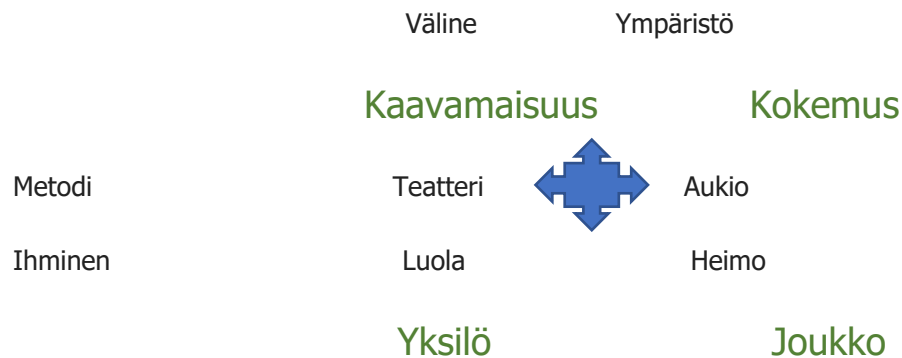 Väline Ympäristö
Kaavamaisuus Kokemus
Metodi Teatteri Aukio
Ihminen Luola Heimo
Yksilö Joukko